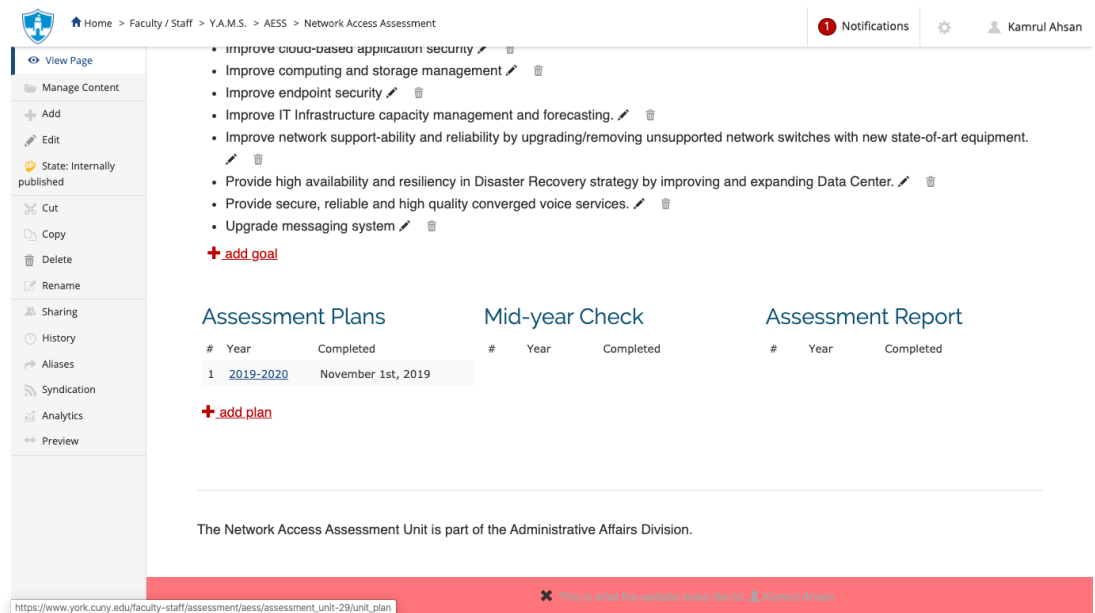 Home > Faculty / Staff > Y.A.M.S. > AESS > Network Access Assessment
1 Notifications
Kamrul Ahsan
View Page
Manage Content
Add
Edit
State: Internally
published
Cut
Copy
Delete
Rename
Sharing
History
Aliases
Syndication
Analytics
Preview
• Improve cloud-based application security
• Improve computing and storage management
• Improve endpoint security
• Improve IT Infrastructure capacity management and forecasting.
• Improve network support-ability and reliability by upgrading/removing unsupported network switches with new state-of-art equipment.
• Provide high availability and resiliency in Disaster Recovery strategy by improving and expanding Data Center.
• Provide secure, reliable and high quality converged voice services.
• Upgrade messaging system
add goal
Assessment Plans
# Year Completed
1 2019-2020 November 1st, 2019
add plan
Mid-year Check
# Year Completed
Assessment Report
# Year Completed
The Network Access Assessment Unit is part of the Administrative Affairs Division.
This is what the website looks like to Kamrul Ahsan
https://www.york.cuny.edu/faculty-staff/assessment/aess/assessment_unit-29/unit_plan